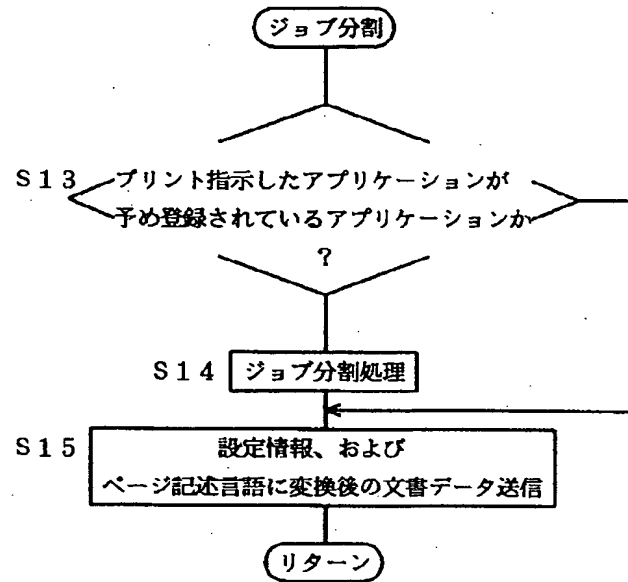 ジョブ分割
S13 プリント指示したアプリケーションが
予め登録されているアプリケーションか
?
S14 ジョブ分割処理
S15 設定情報、および
ページ記述言語に変換後の文書データ送信
リターン